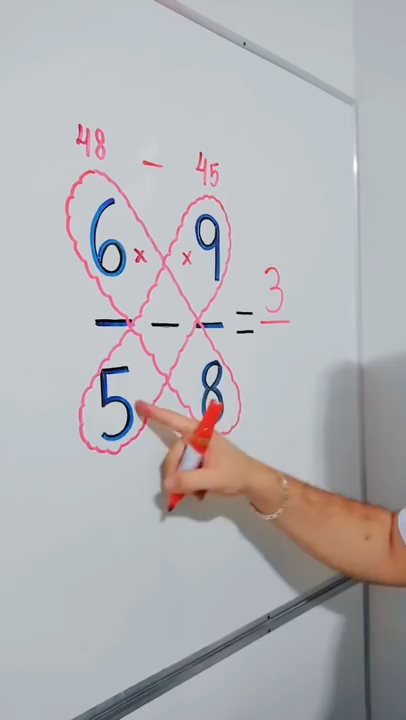 48 - 45
6 × × 9 3
— - — = —
5 8